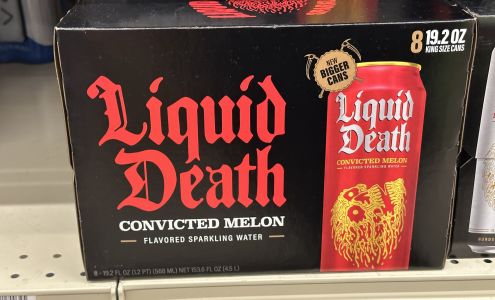 Liquid
Death
8 19.2 OZ
KING SIZE CANS
NEW
BIGGER
CANS
Liquid
Death
CONVICTED MELON
FLAVORED SPARKLING WATER
Liquid
Death
CONVICTED MELON
FLAVORED SPARKLING WATER
8 - 19.2 FL OZ (1.2 PT) (568 ML) NET 153.6 FL OZ (4.5 L)